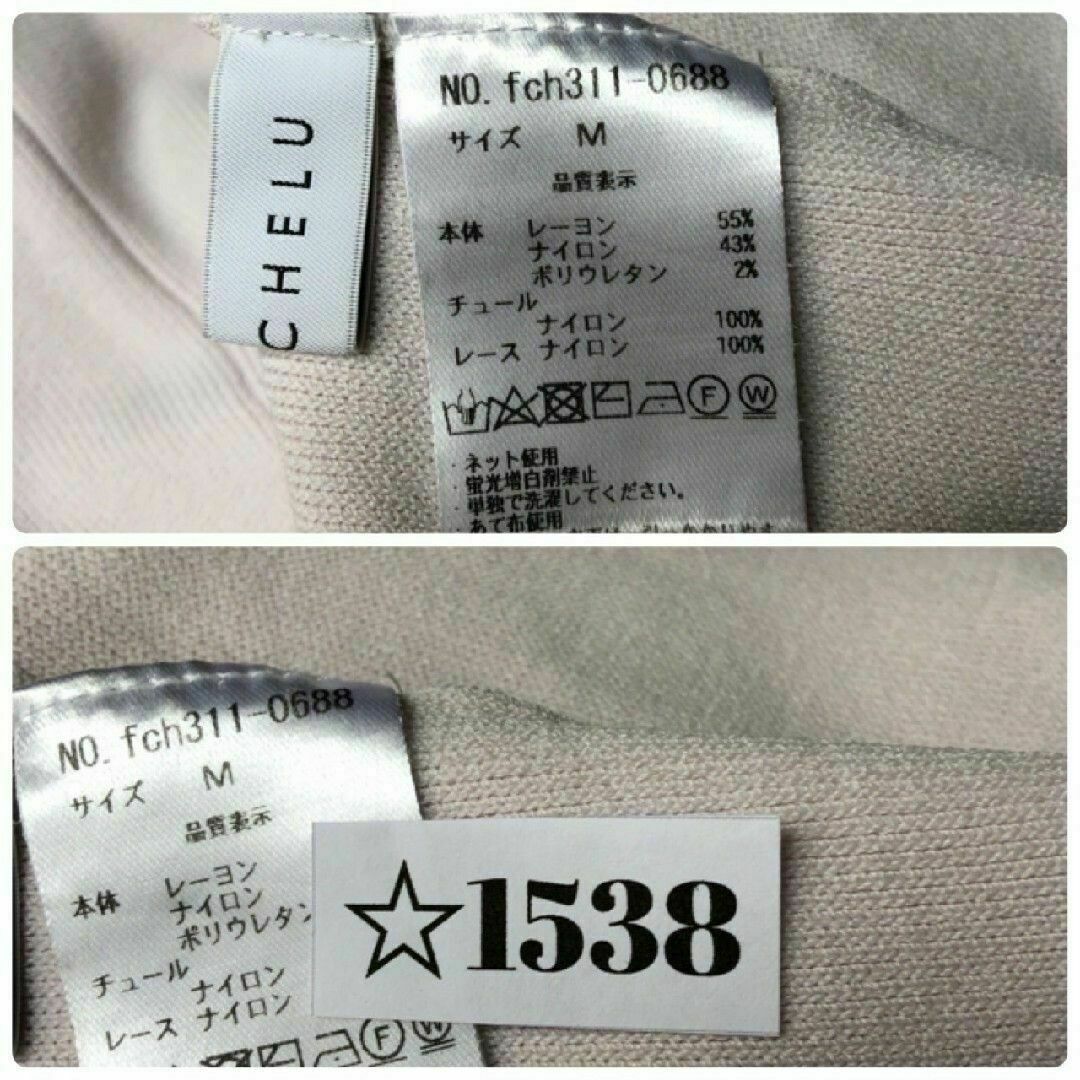 CHELU
NO. fch311-0688
サイズ M
品質表示
本体 レーヨン 55%
ナイロン 43%
ポリウレタン 2%
チュール
ナイロン 100%
レース ナイロン 100%
F W
・ネット使用
・蛍光増白剤禁止
・単独で洗濯してください。
・あて布使用
NO. fch311-0688
サイズ M
品質表示
本体 レーヨン
ナイロン
ポリウレタン
チュール
ナイロン
レース ナイロン
F W
☆1538